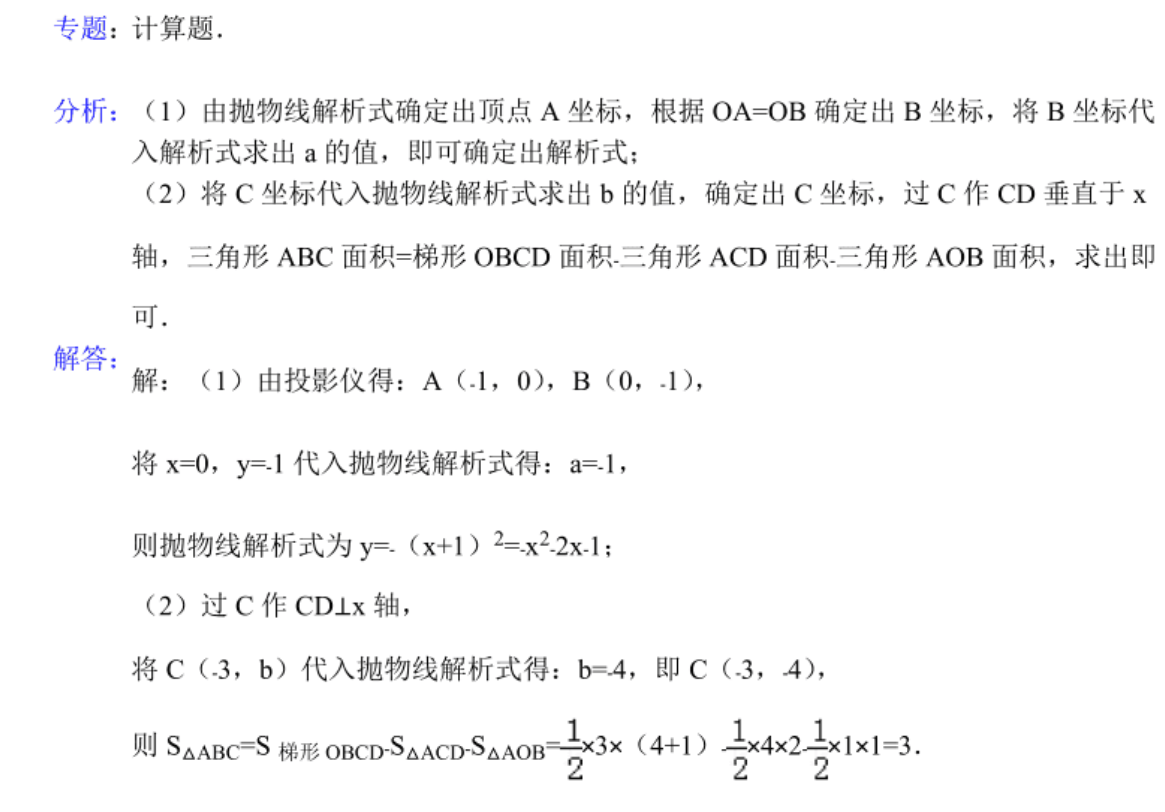 专题：计算题．
分析：（1）由抛物线解析式确定出顶点 A 坐标，根据 OA=OB 确定出 B 坐标，将 B 坐标代
入解析式求出 a 的值，即可确定出解析式；
（2）将 C 坐标代入抛物线解析式求出 b 的值，确定出 C 坐标，过 C 作 CD 垂直于 x
轴，三角形 ABC 面积=梯形 OBCD 面积-三角形 ACD 面积-三角形 AOB 面积，求出即
可．
解答：
解：（1）由投影仪得：A（-1，0），B（0，-1），
将 x=0，y=-1 代入抛物线解析式得：a=-1，
则抛物线解析式为 y=-（x+1）²=-x²-2x-1；
（2）过 C 作 CD⊥x 轴，
将 C（-3，b）代入抛物线解析式得：b=-4，即 C（-3，-4），
则 S△ABC=S 梯形 OBCD-S△ACD-S△AOB=1/2×3×（4+1）-1/2×4×2-1/2×1×1=3．